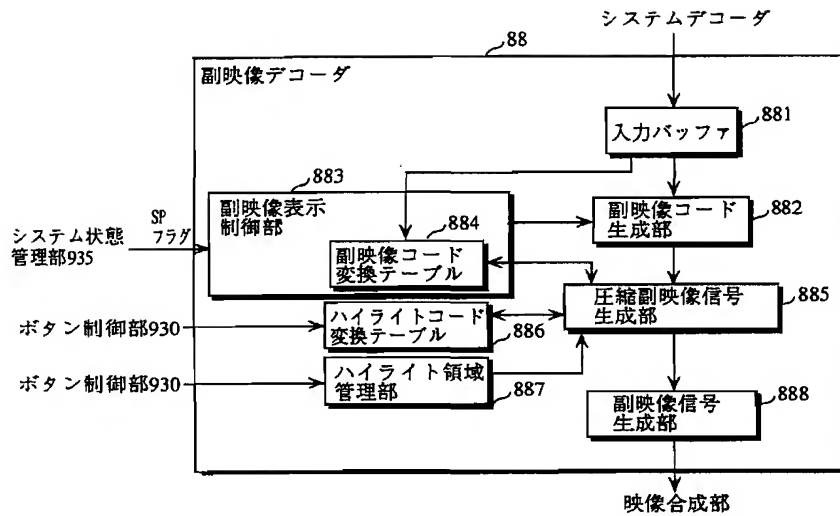 システムデコーダ
88
副映像デコーダ
881
入力バッファ
883
副映像表示
制御部
884
副映像コード
変換テーブル
副映像コード
生成部
882
SP
フラグ
システム状態
管理部935
圧縮副映像信号
生成部
885
ボタン制御部930
ハイライトコード
変換テーブル
886
ボタン制御部930
ハイライト領域
管理部
887
副映像信号
生成部
888
映像合成部